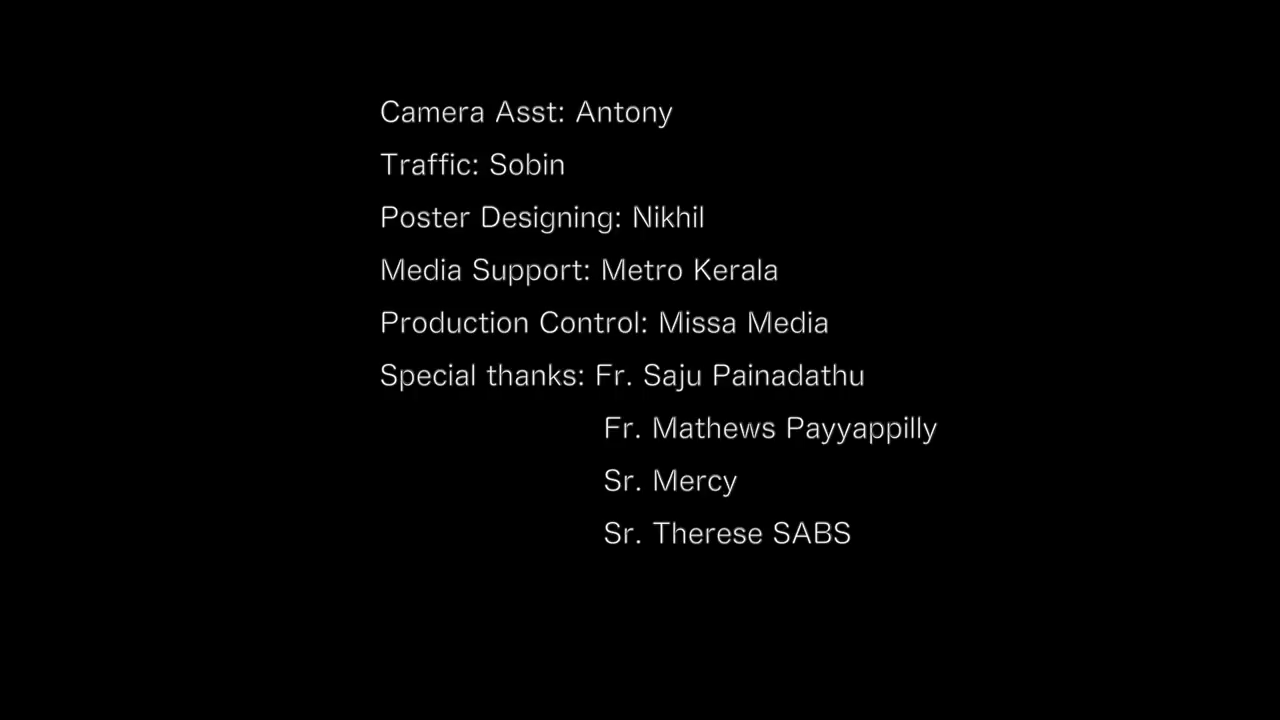 Camera Asst: Antony
Traffic: Sobin
Poster Designing: Nikhil
Media Support: Metro Kerala
Production Control: Missa Media
Special thanks: Fr. Saju Painadathu
Fr. Mathews Payyappilly
Sr. Mercy
Sr. Therese SABS